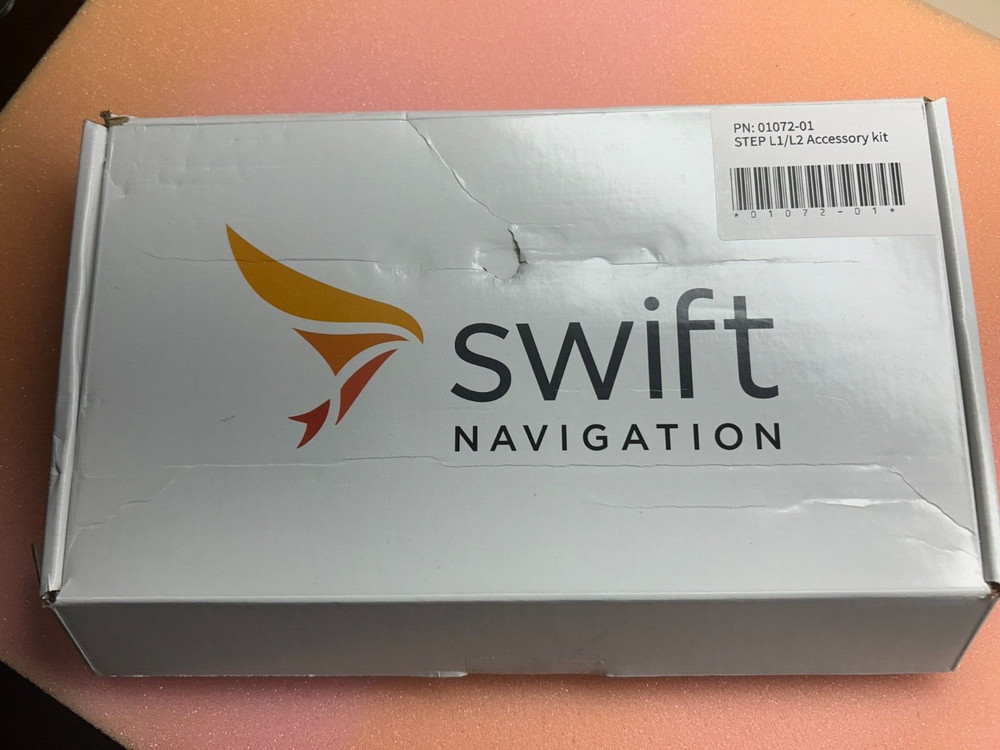 PN: 01072-01
STEP L1/L2 Accessory kit
*01072-01*
swift
NAVIGATION